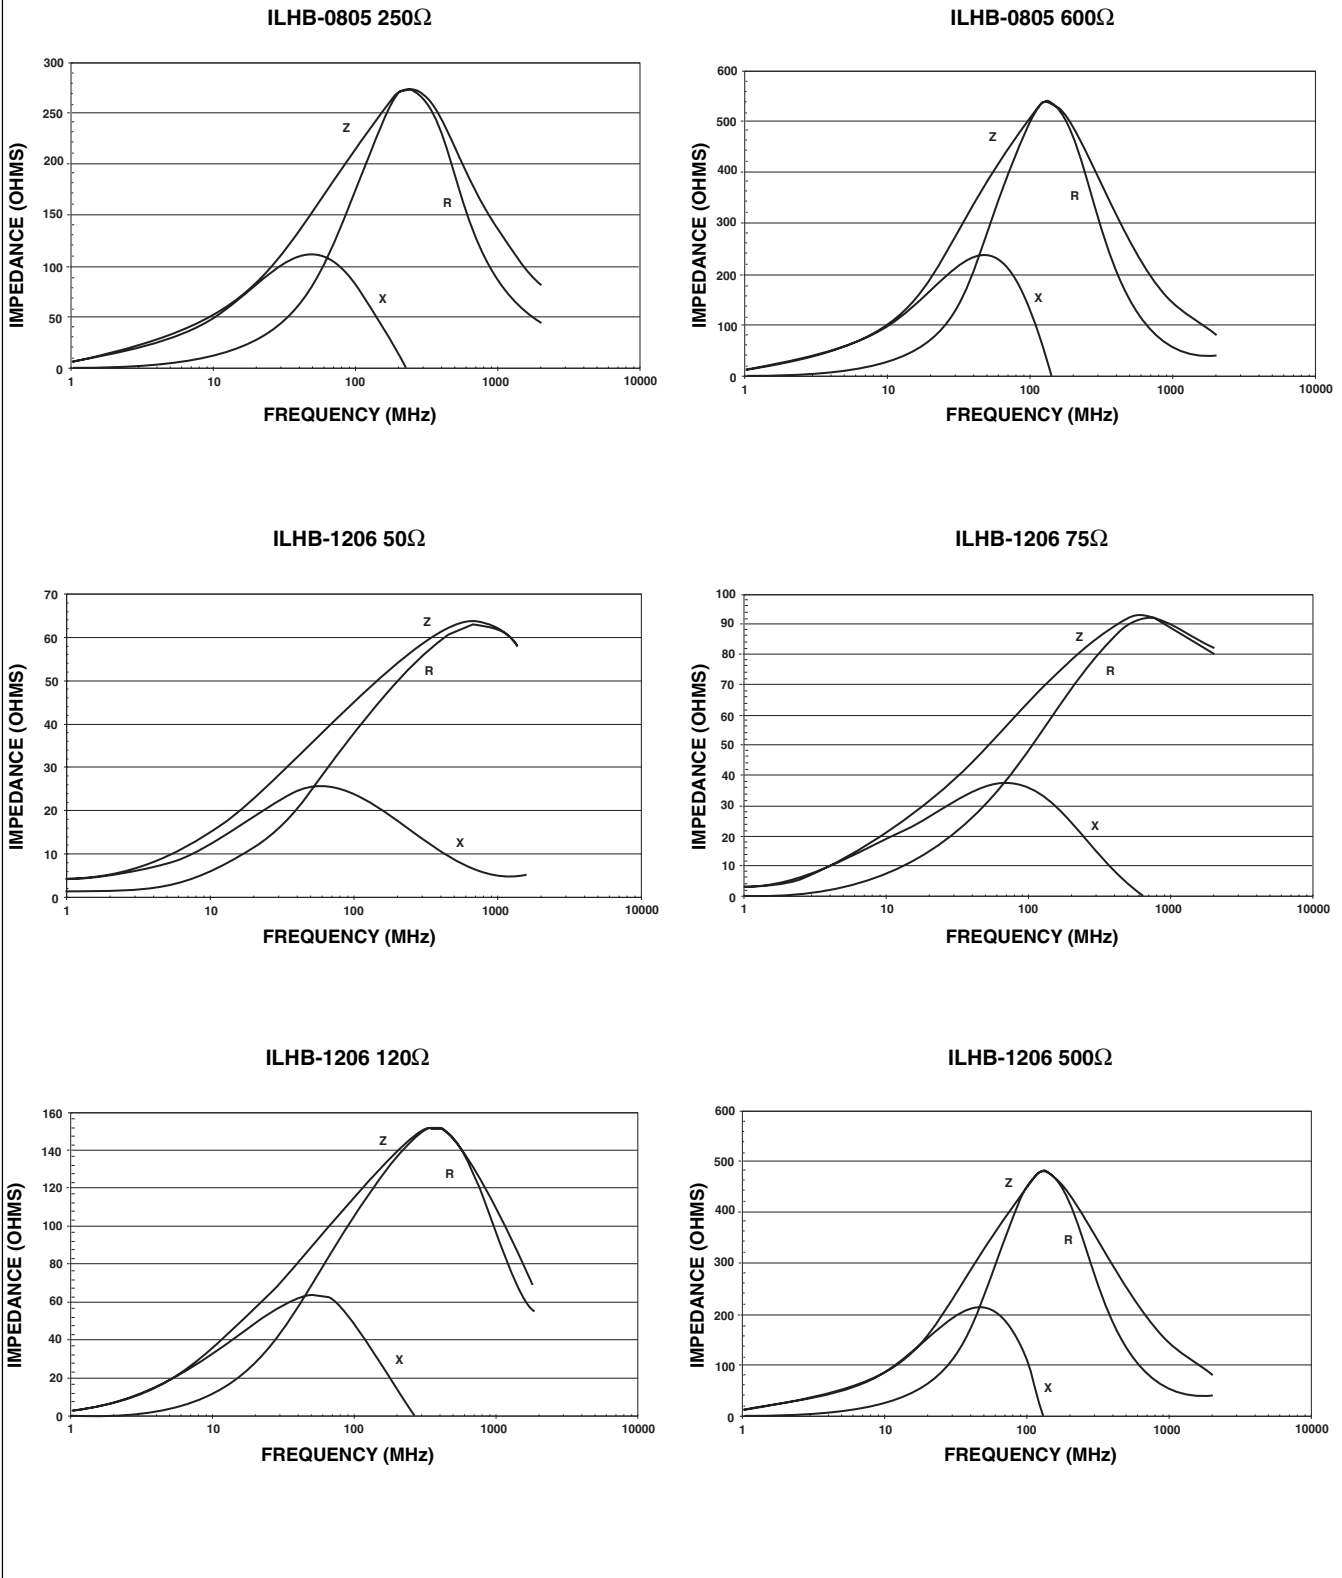 ILHB-0805 250Ω
IMPEDANCE (OHMS)
300
250
200
150
100
50
0
Z
R
X
1
10
100
1000
10000
FREQUENCY (MHz)
ILHB-0805 600Ω
IMPEDANCE (OHMS)
600
500
400
300
200
100
0
Z
R
X
1
10
100
1000
10000
FREQUENCY (MHz)
ILHB-1206 50Ω
IMPEDANCE (OHMS)
70
60
50
40
30
20
10
0
Z
R
X
1
10
100
1000
10000
FREQUENCY (MHz)
ILHB-1206 75Ω
IMPEDANCE (OHMS)
100
90
80
70
60
50
40
30
20
10
0
Z
R
X
1
10
100
1000
10000
FREQUENCY (MHz)
ILHB-1206 120Ω
IMPEDANCE (OHMS)
160
140
120
100
80
60
40
20
0
Z
R
X
1
10
100
1000
10000
FREQUENCY (MHz)
ILHB-1206 500Ω
IMPEDANCE (OHMS)
600
500
400
300
200
100
0
Z
R
X
1
10
100
1000
10000
FREQUENCY (MHz)